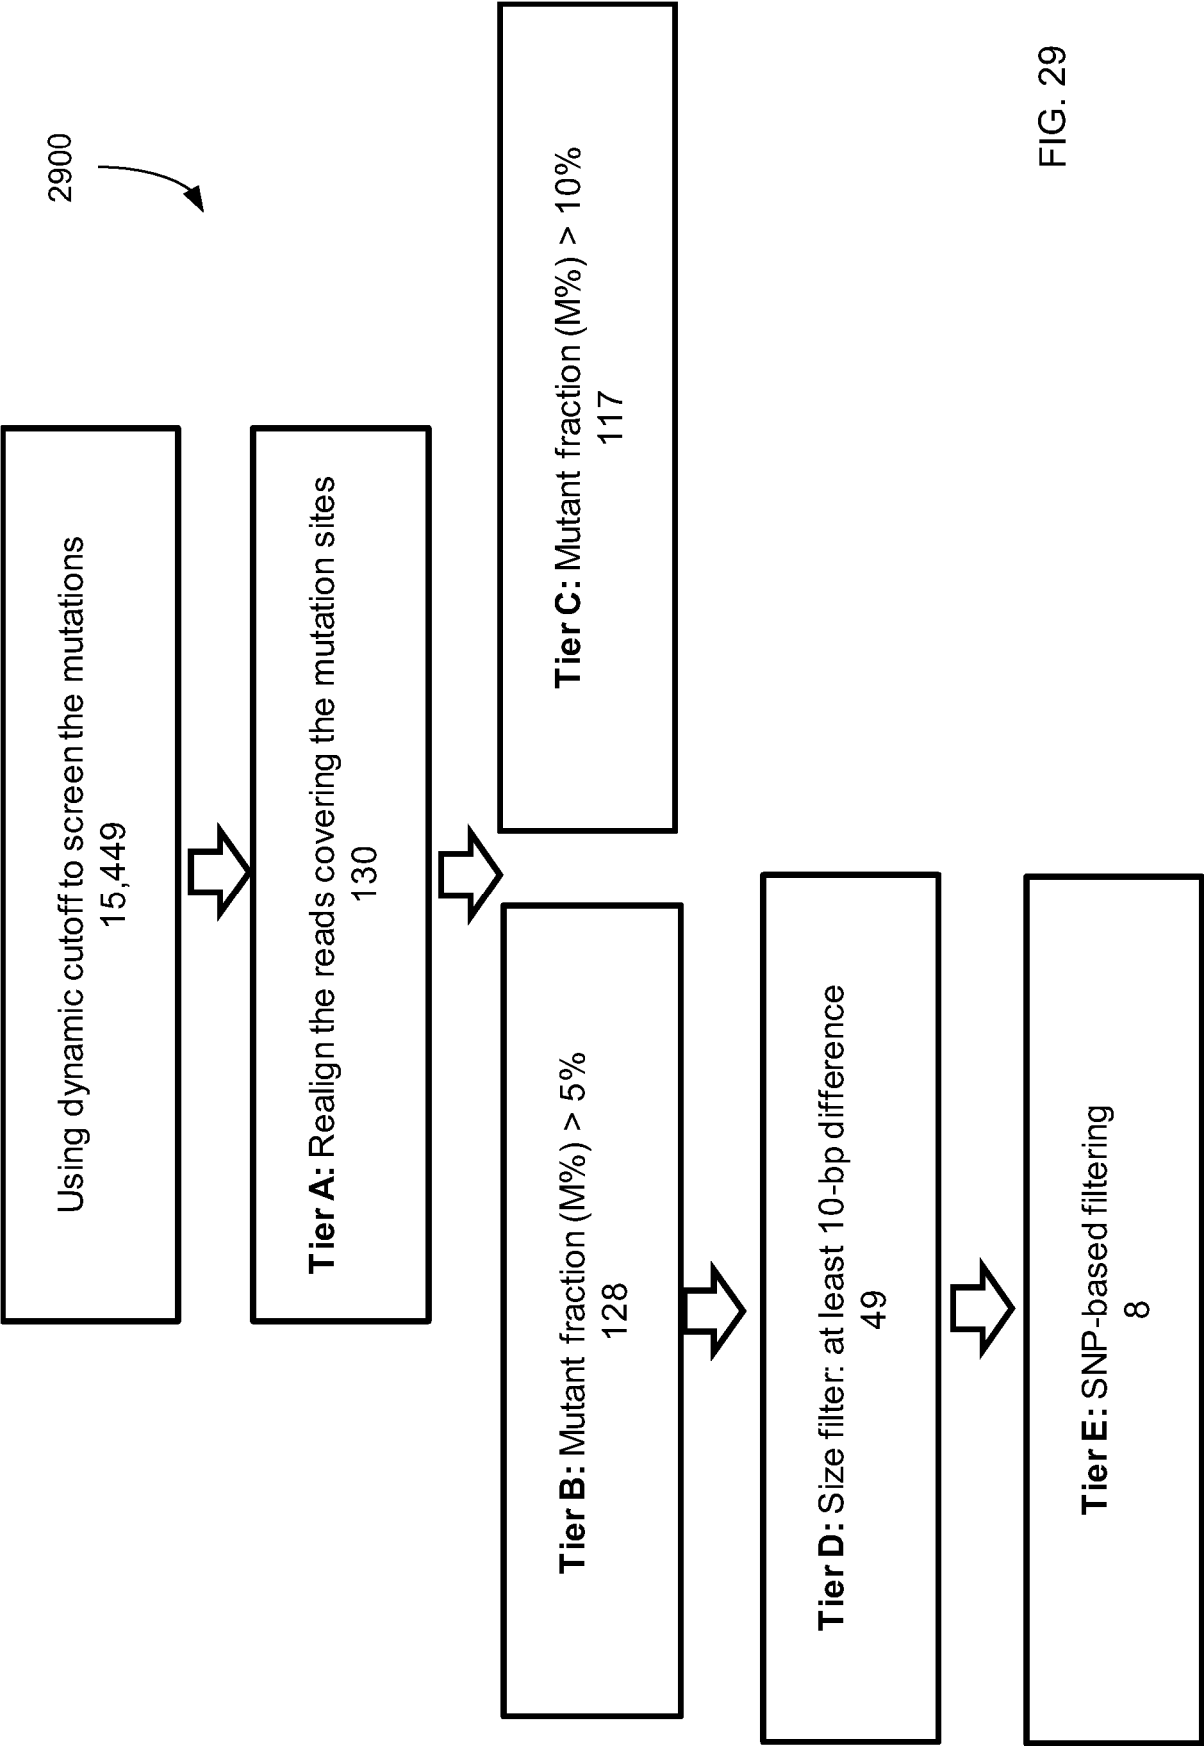 2900
Using dynamic cutoff to screen the mutations
15,449
Tier A: Realign the reads covering the mutation sites
130
Tier B: Mutant fraction (M%) > 5%
128
Tier C: Mutant fraction (M%) > 10%
117
Tier D: Size filter: at least 10-bp difference
49
Tier E: SNP-based filtering
8
FIG. 29